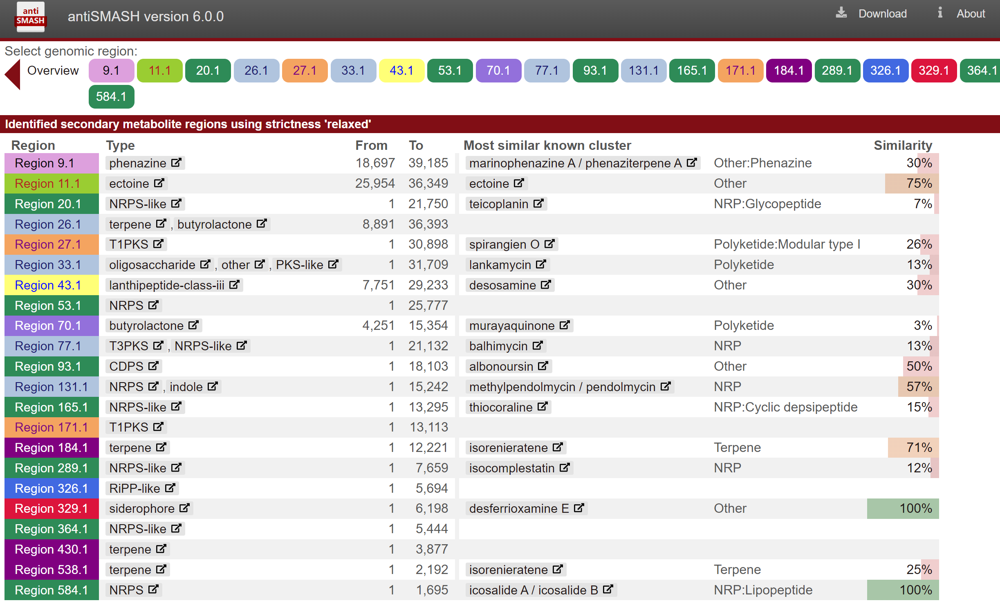 anti
SMASH
antiSMASH version 6.0.0
Download
About
Select genomic region:
Overview 9.1 11.1 20.1 26.1 27.1 33.1 43.1 53.1 70.1 77.1 93.1 131.1 165.1 171.1 184.1 289.1 326.1 329.1 364.1
584.1
Identified secondary metabolite regions using strictness 'relaxed'
Region Type From To Most similar known cluster Similarity
Region 9.1 phenazine 18,697 39,185 marinophenazine A / phenaziterpene A Other:Phenazine 30%
Region 11.1 ectoine 25,954 36,349 ectoine Other 75%
Region 20.1 NRPS-like 1 21,750 teicoplanin NRP:Glycopeptide 7%
Region 26.1 terpene , butyrolactone 8,891 36,393
Region 27.1 T1PKS 1 30,898 spirangien O Polyketide:Modular type I 26%
Region 33.1 oligosaccharide , other , PKS-like 1 31,709 lankamycin Polyketide 13%
Region 43.1 lanthipeptide-class-iii 7,751 29,233 desosamine Other 30%
Region 53.1 NRPS 1 25,777
Region 70.1 butyrolactone 4,251 15,354 murayaquinone Polyketide 3%
Region 77.1 T3PKS , NRPS-like 1 21,132 balhimycin NRP 13%
Region 93.1 CDPS 1 18,103 albonoursin Other 50%
Region 131.1 NRPS , indole 1 15,242 methylpendolmycin / pendolmycin NRP 57%
Region 165.1 NRPS-like 1 13,295 thiocoraline NRP:Cyclic depsipeptide 15%
Region 171.1 T1PKS 1 13,113
Region 184.1 terpene 1 12,221 isorenieratene Terpene 71%
Region 289.1 NRPS-like 1 7,659 isocomplestatin NRP 12%
Region 326.1 RiPP-like 1 5,694
Region 329.1 siderophore 1 6,198 desferrioxamine E Other 100%
Region 364.1 NRPS-like 1 5,444
Region 430.1 terpene 1 3,877
Region 538.1 terpene 1 2,192 isorenieratene Terpene 25%
Region 584.1 NRPS 1 1,695 icosalide A / icosalide B NRP:Lipopeptide 100%